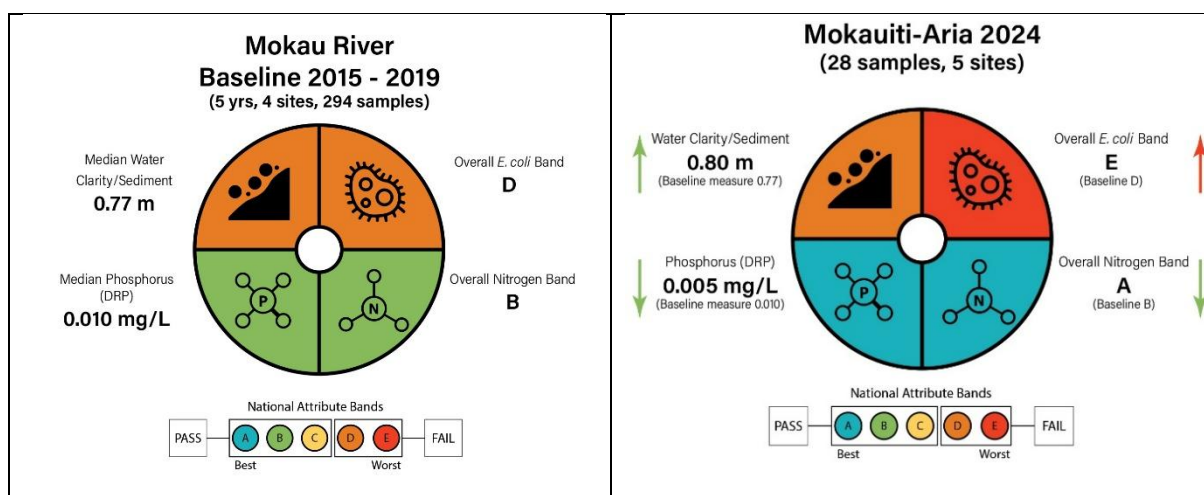 Mokau River
Baseline 2015 - 2019
(5 yrs, 4 sites, 294 samples)
Median Water
Clarity/Sediment
0.77 m
Overall E. coli Band
D
Median Phosphorus
(DRP)
0.010 mg/L
P
N
Overall Nitrogen Band
B
National Attribute Bands
PASS
A
B
C
D
E
FAIL
Best
Worst
Mokauiti-Aria 2024
(28 samples, 5 sites)
Water Clarity/Sediment
0.80 m
(Baseline measure 0.77)
Overall E. coli Band
E
(Baseline D)
Phosphorus (DRP)
0.005 mg/L
(Baseline measure 0.010)
P
N
Overall Nitrogen Band
A
(Baseline B)
National Attribute Bands
PASS
A
B
C
D
E
FAIL
Best
Worst